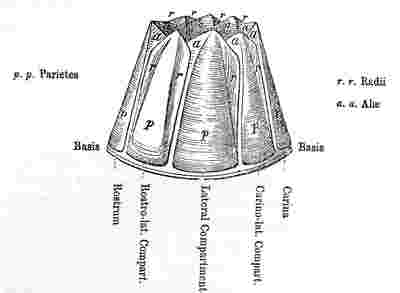 r r r r
a a a a
p r r p
p. p. Parietes
r. r. Radii
a. a. Alæ
p p p
Basis
Basis
Rostrum
Rostro-lat. Compart.
Lateral Compartment
Carino-lat. Compart.
Carina